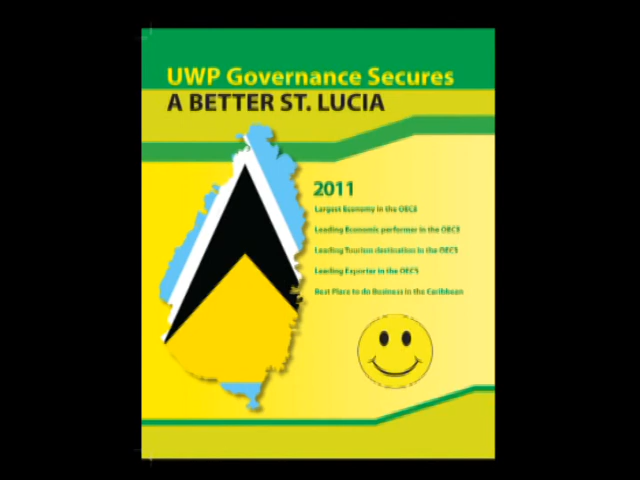 UWP Governance Secures
A BETTER ST. LUCIA
2011
Largest Economy in the OECS
Leading Economic performer in the OECS
Leading Tourism destination in the OECS
Leading Exporter in the OECS
Best Place to do Business in the Caribbean